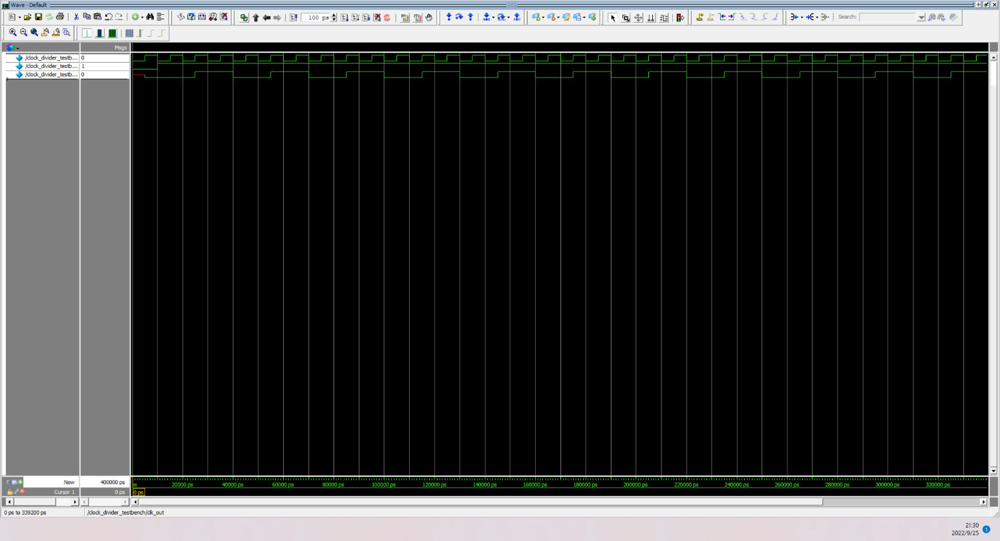 Wave - Default
100 ps
Search:
Msgs
/clock_divider_testb... 0
/clock_divider_testb... 1
/clock_divider_testb... 0
Now 400000 ps
ps 20000 ps 40000 ps 60000 ps 80000 ps 100000 ps 120000 ps 140000 ps 160000 ps 180000 ps 200000 ps 220000 ps 240000 ps 260000 ps 280000 ps 300000 ps 320000 ps
Cursor 1 0 ps
0 ps
0 ps to 339200 ps /clock_divider_testbench/clk_out
21:30
2022/9/25
1